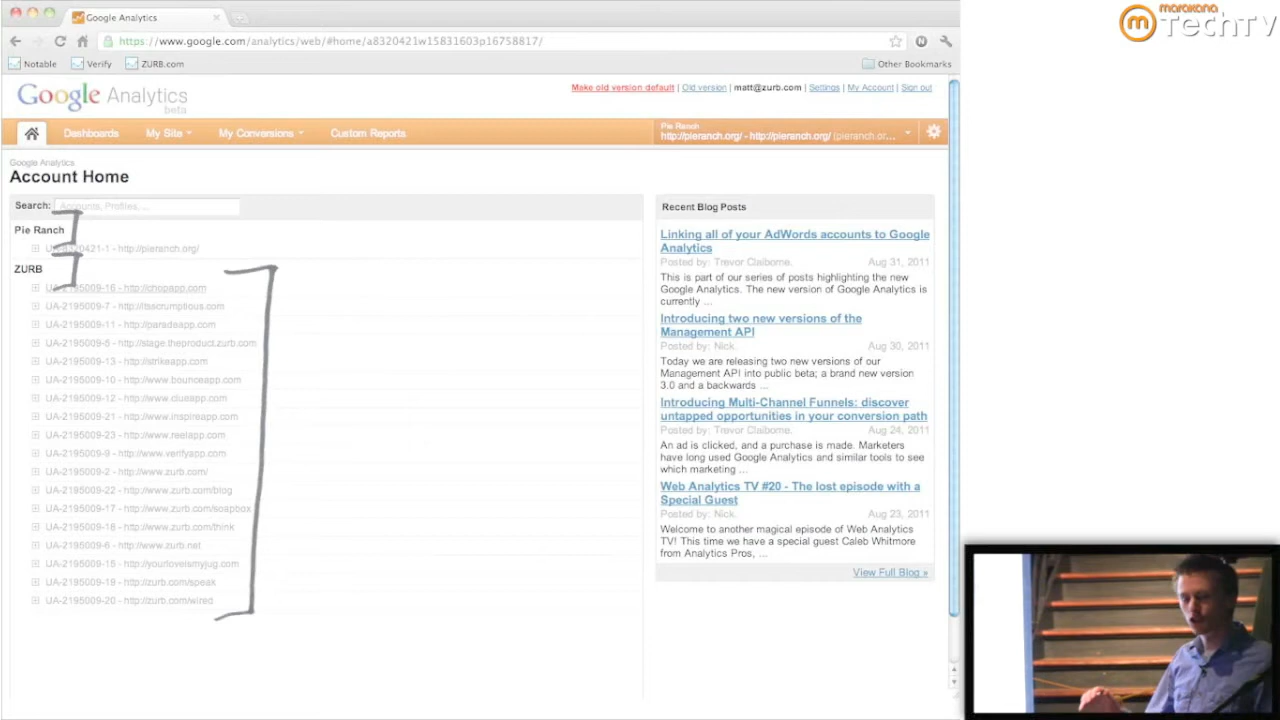 Google Analytics
marakana
TechTV
https://www.google.com/analytics/web/#home/a8320421w15831603p16758817/
Notable Verify ZURB.com Other Bookmarks
Google Analytics
beta
Make old version default Old version matt@zurb.com Settings My Account Sign out
Dashboards My Site My Conversions Custom Reports
Pie Ranch
http://pieranch.org/ - http://pieranch.org/ (pieranch.or...
Google Analytics
Account Home
Search: Accounts, Profiles, ...
Pie Ranch
UA-8320421-1 - http://pieranch.org/
ZURB
UA-2195009-16 - http://chopapp.com
UA-2195009-7 - http://itsscrumptious.com
UA-2195009-11 - http://paradeapp.com
http://stage.theproduct.zurb.com
UA-2195009-13 - http://strikeapp.com
UA-2195009-10 - http://www.bounceapp.com
UA-2195009-12 - http://www.clueapp.com
UA-2195009-21 - http://www.inspireapp.com
UA-2195009-23 - http://www.reelapp.com
UA-2195009-9 - http://www.verifyapp.com
UA-2195009-2 - http://www.zurb.com/
UA-2195009-22 - http://www.zurb.com/blog
UA-2195009-17 - http://www.zurb.com/soapbox
UA-2195009-18 - http://www.zurb.com/think
UA-2195009-6 - http://www.zurb.net
UA-2195009-15 - http://yourloveismyjug.com
UA-2195009-19 - http://zurb.com/speak
UA-2195009-20 - http://zurb.com/wired
Recent Blog Posts
Linking all of your AdWords accounts to Google
Analytics
Posted by: Trevor Claiborne. Aug 31, 2011
This is part of our series of posts highlighting the new
Google Analytics. The new version of Google Analytics is
currently ...
Introducing two new versions of the
Management API
Posted by: Nick. Aug 30, 2011
Today we are releasing two new versions of our
Management API into public beta; a brand new version
3.0 and a backwards ...
Introducing Multi-Channel Funnels: discover
untapped opportunities in your conversion path
Posted by: Trevor Claiborne. Aug 24, 2011
An ad is clicked, and a purchase is made. Marketers
have long used Google Analytics and similar tools to see
which marketing ...
Web Analytics TV #20 - The lost episode with a
Special Guest
Posted by: Nick. Aug 23, 2011
Welcome to another magical episode of Web Analytics
TV! This time we have a special guest Caleb Whitmore
from Analytics Pros, ...
View Full Blog »